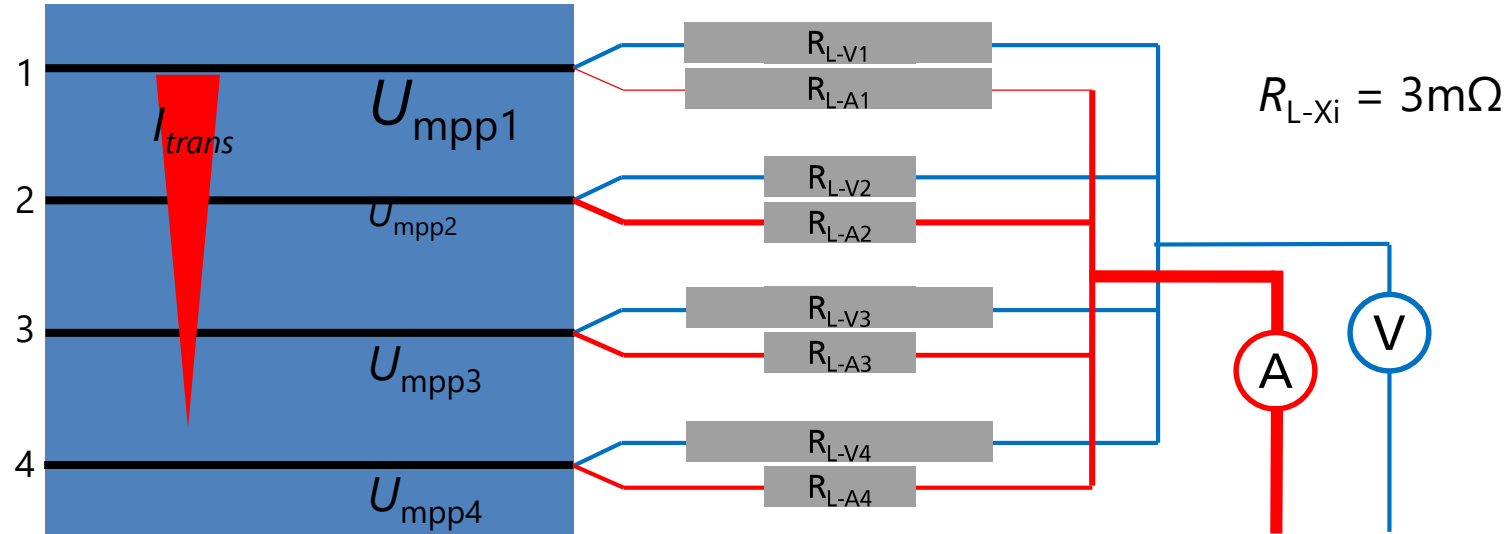 1
U_mpp1
I_trans
R_L-V1
R_L-A1
R_L-Xi = 3mΩ
2
U_mpp2
R_L-V2
R_L-A2
3
U_mpp3
R_L-V3
R_L-A3
A
V
4
U_mpp4
R_L-V4
R_L-A4